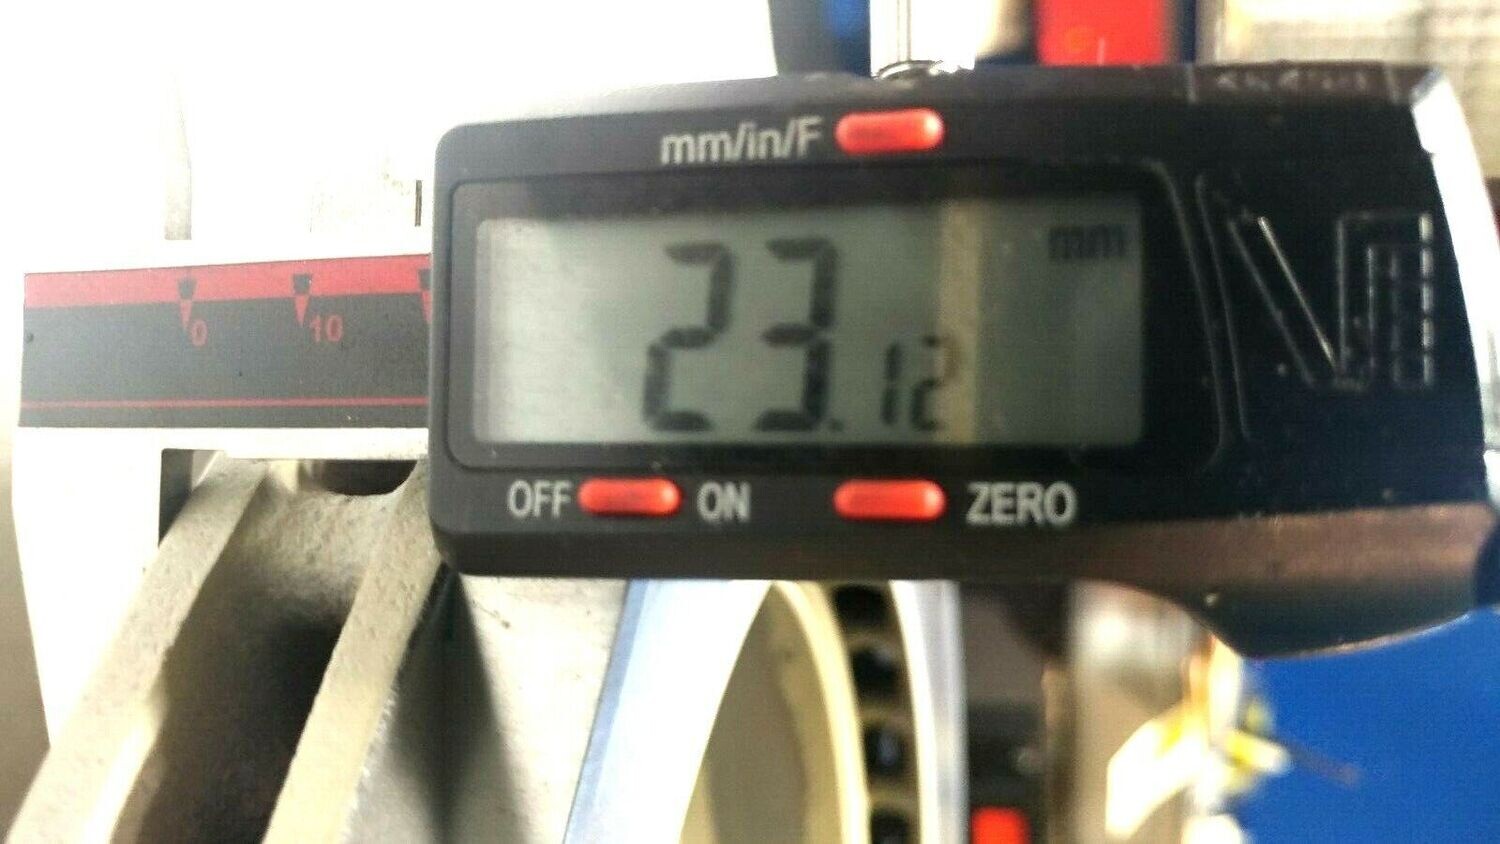 mm/in/F
mm
23.12
0 10
OFF ON ZERO